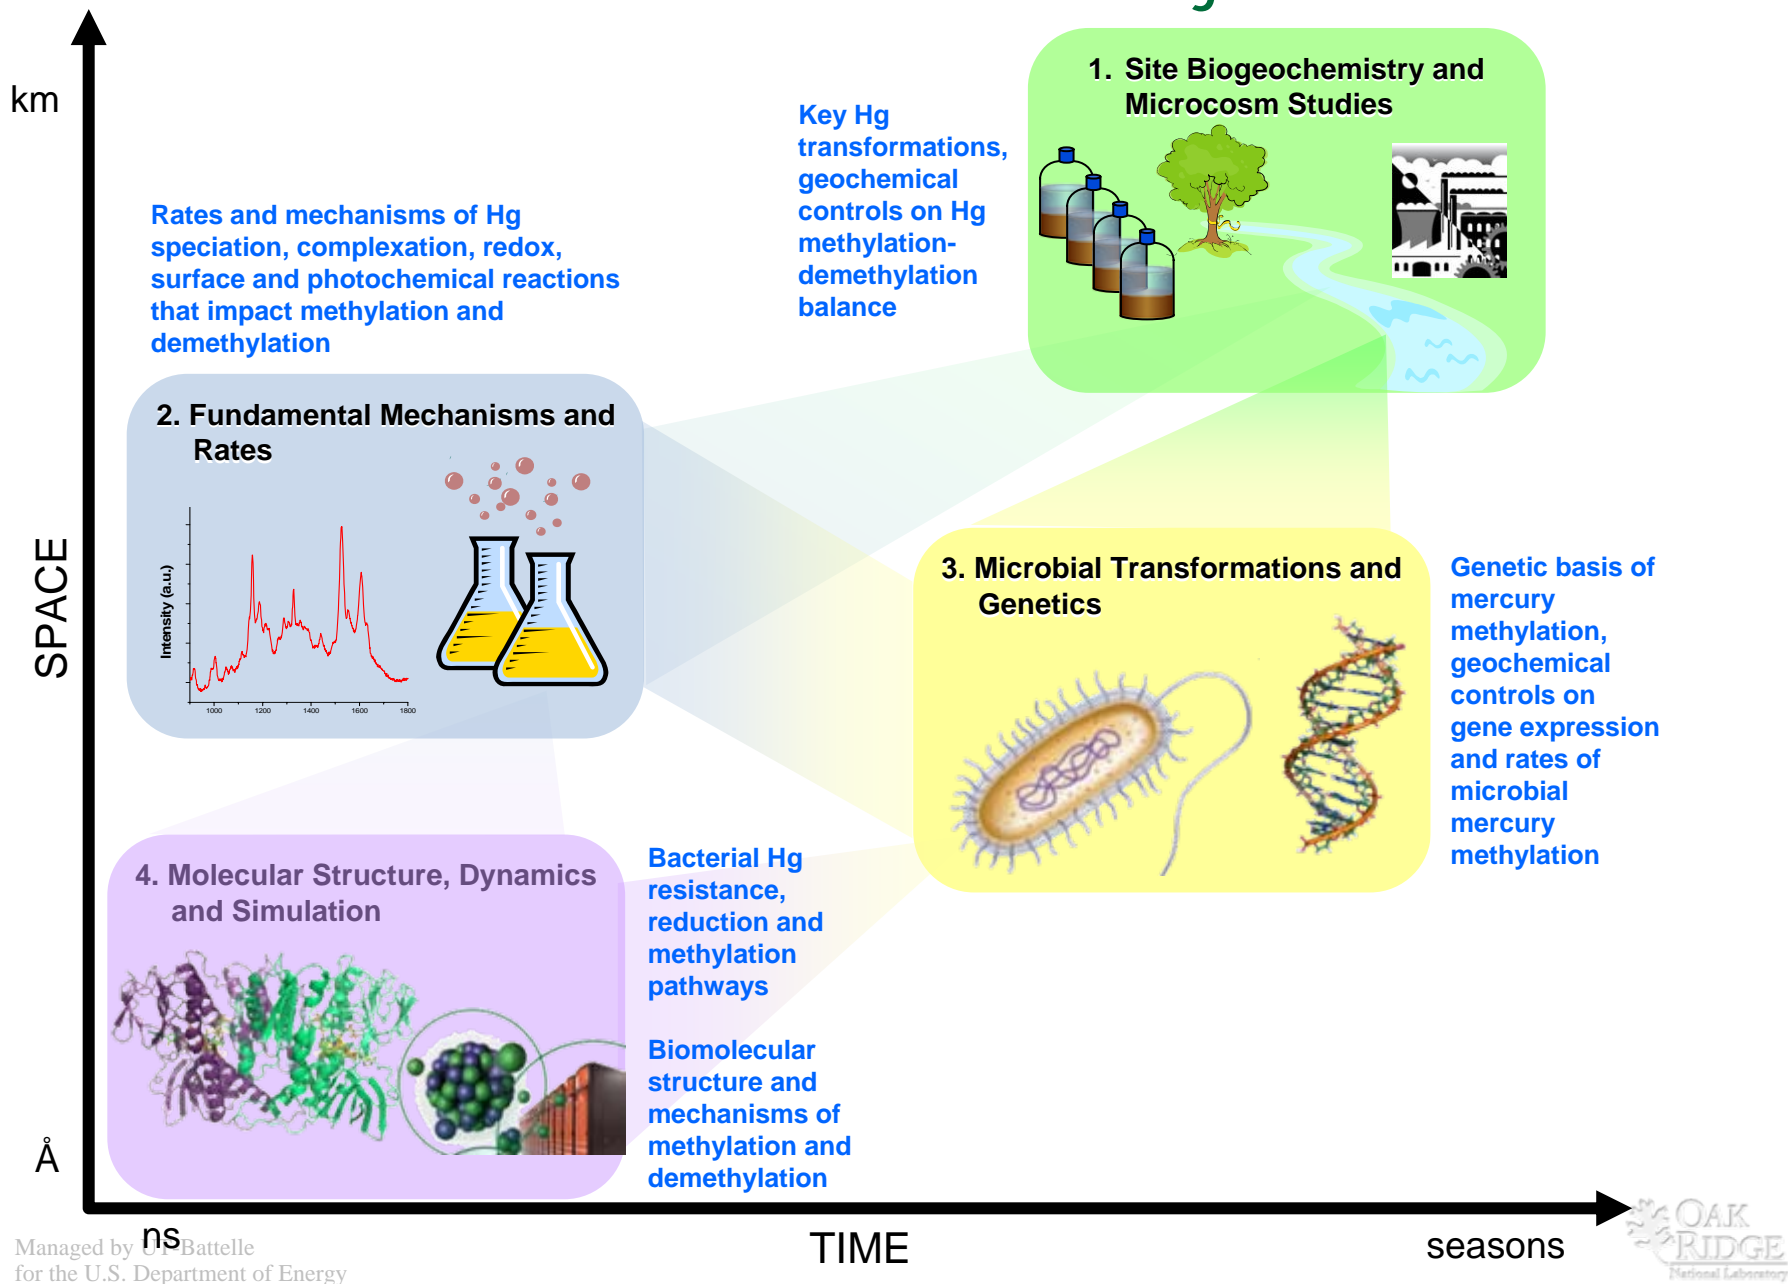 km
1. Site Biogeochemistry and
Microcosm Studies
Key Hg
transformations,
geochemical
controls on Hg
methylation-
demethylation
balance
Rates and mechanisms of Hg
speciation, complexation, redox,
surface and photochemical reactions
that impact methylation and
demethylation
2. Fundamental Mechanisms and
Rates
Intensity (a.u.)
1000 1200 1400 1600 1800
SPACE
3. Microbial Transformations and
Genetics
Genetic basis of
mercury
methylation,
geochemical
controls on
gene expression
and rates of
microbial
mercury
methylation
4. Molecular Structure, Dynamics
and Simulation
Bacterial Hg
resistance,
reduction and
methylation
pathways
Biomolecular
structure and
mechanisms of
methylation and
demethylation
Å
ns
TIME
seasons
Managed by UT-Battelle
for the U.S. Department of Energy
OAK
RIDGE
National Laboratory